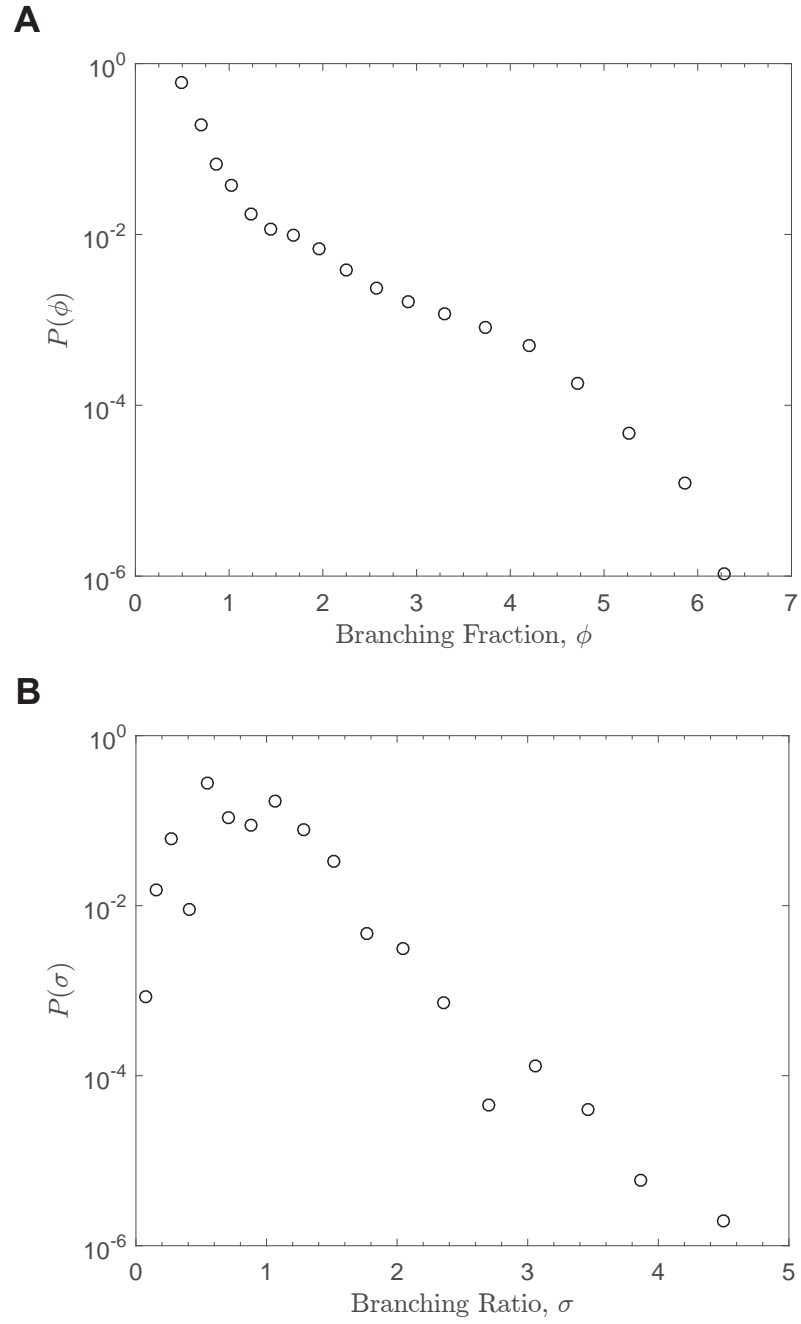 A
10^0
10^-2
10^-4
10^-6
P(ϕ)
0 1 2 3 4 5 6 7
Branching Fraction, ϕ
B
10^0
10^-2
10^-4
10^-6
P(σ)
0 1 2 3 4 5
Branching Ratio, σ